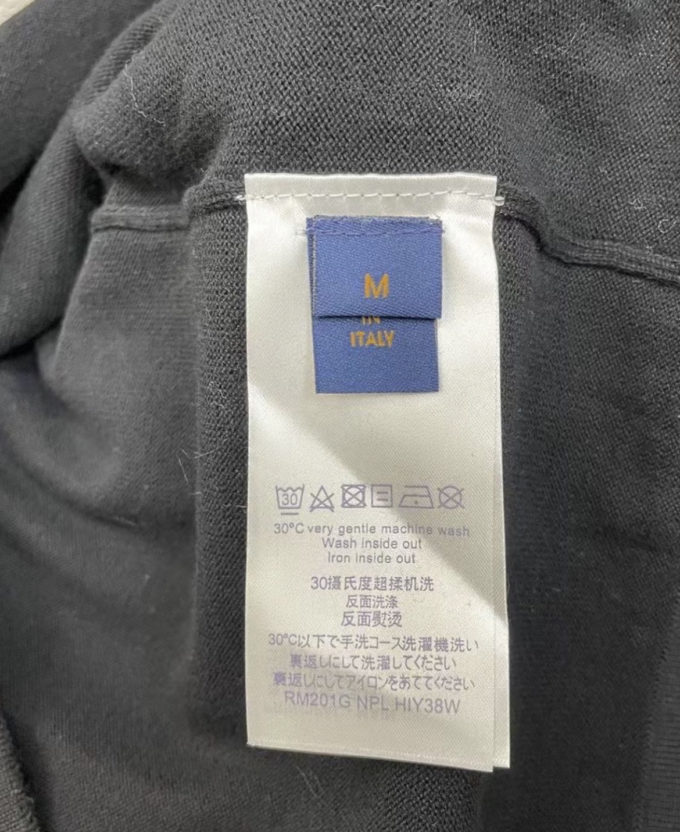 M
IN
ITALY
30
30°C very gentle machine wash
Wash inside out
Iron inside out
30摄氏度超揉机洗
反面洗涤
反面熨烫
30°C以下で手洗コース洗濯機洗い
裏返しにして洗濯してください
裏返しにしてアイロンをあててください
RM201G NPL HIY38W